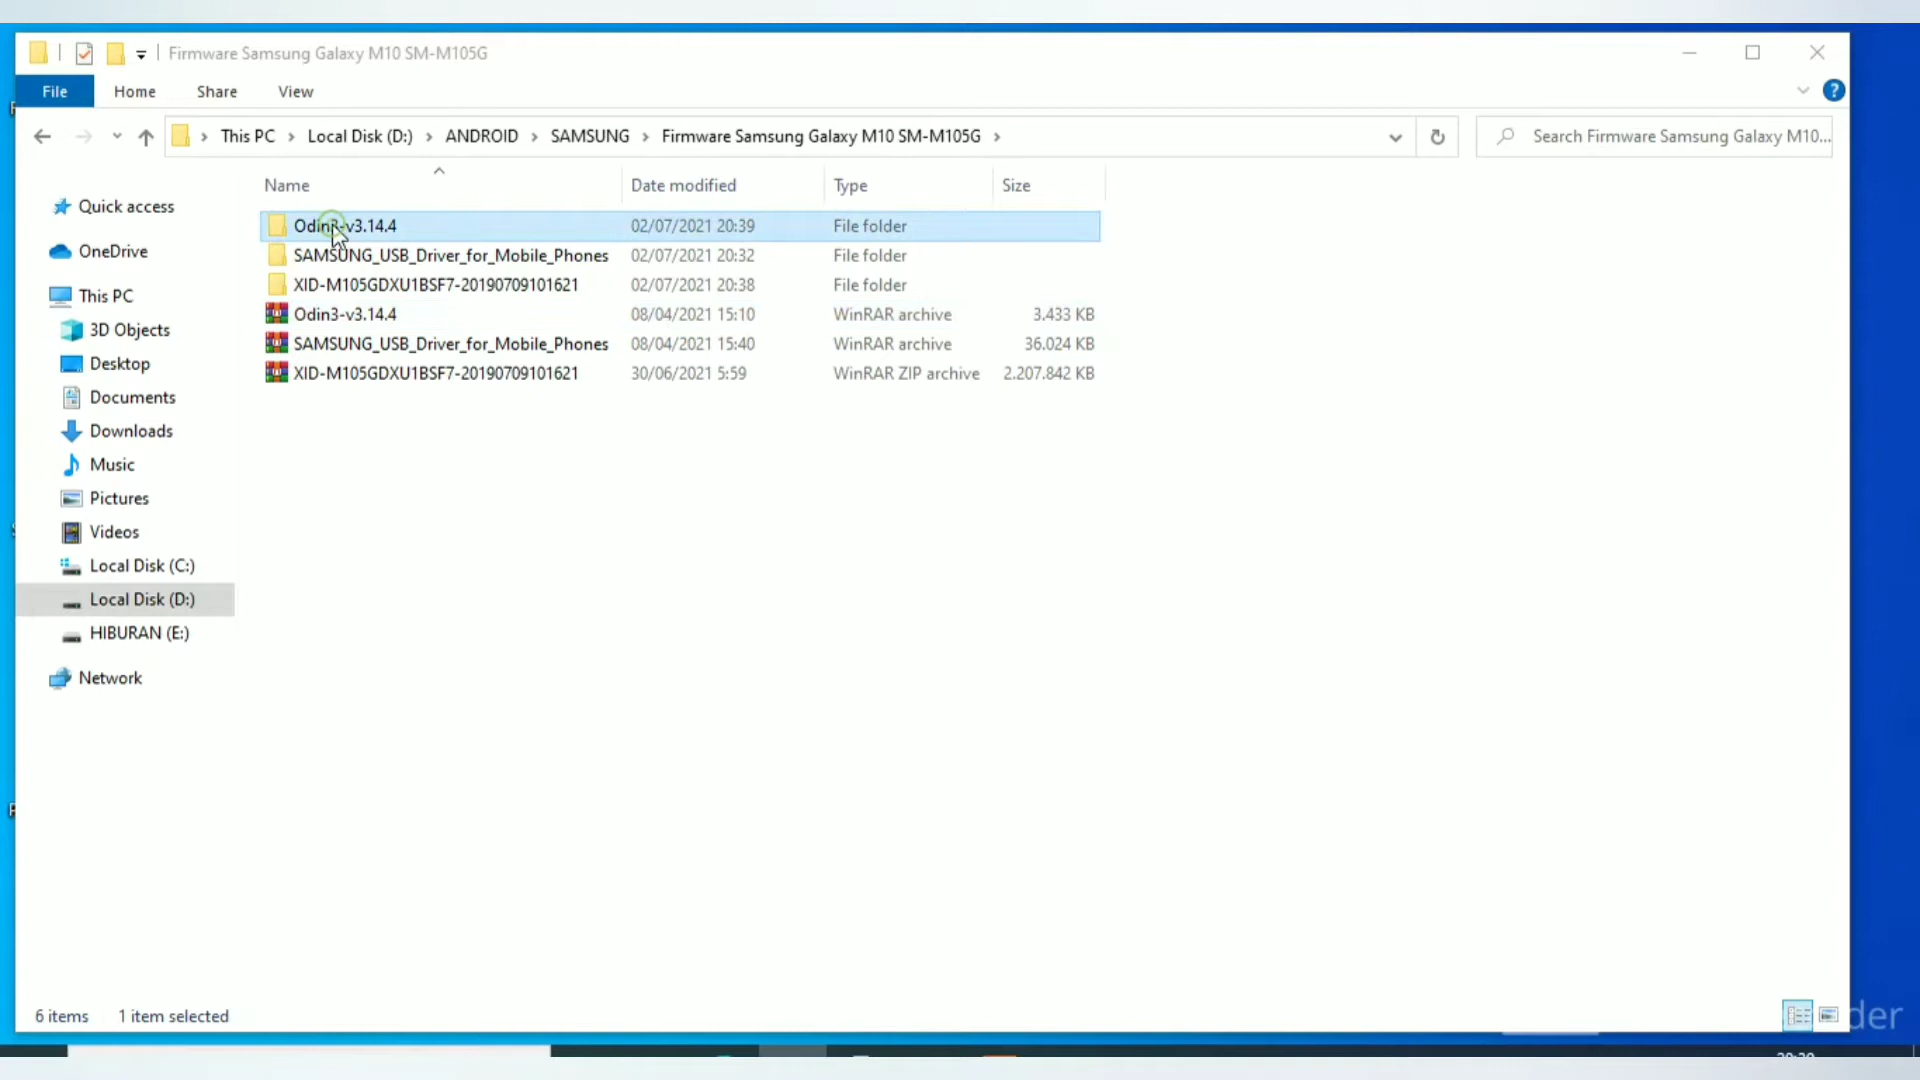 Firmware Samsung Galaxy M10 SM-M105G
File Home Share View
This PC Local Disk (D:) ANDROID SAMSUNG Firmware Samsung Galaxy M10 SM-M105G Search Firmware Samsung Galaxy M10...
Name Date modified Type Size
Odin3-v3.14.4 02/07/2021 20:39 File folder
SAMSUNG_USB_Driver_for_Mobile_Phones 02/07/2021 20:32 File folder
XID-M105GDXU1BSF7-20190709101621 02/07/2021 20:38 File folder
Odin3-v3.14.4 08/04/2021 15:10 WinRAR archive 3.433 KB
SAMSUNG_USB_Driver_for_Mobile_Phones 08/04/2021 15:40 WinRAR archive 36.024 KB
XID-M105GDXU1BSF7-20190709101621 30/06/2021 5:59 WinRAR ZIP archive 2.207.842 KB
Quick access
OneDrive
This PC
3D Objects
Desktop
Documents
Downloads
Music
Pictures
Videos
Local Disk (C:)
Local Disk (D:)
HIBURAN (E:)
Network
6 items 1 item selected
der